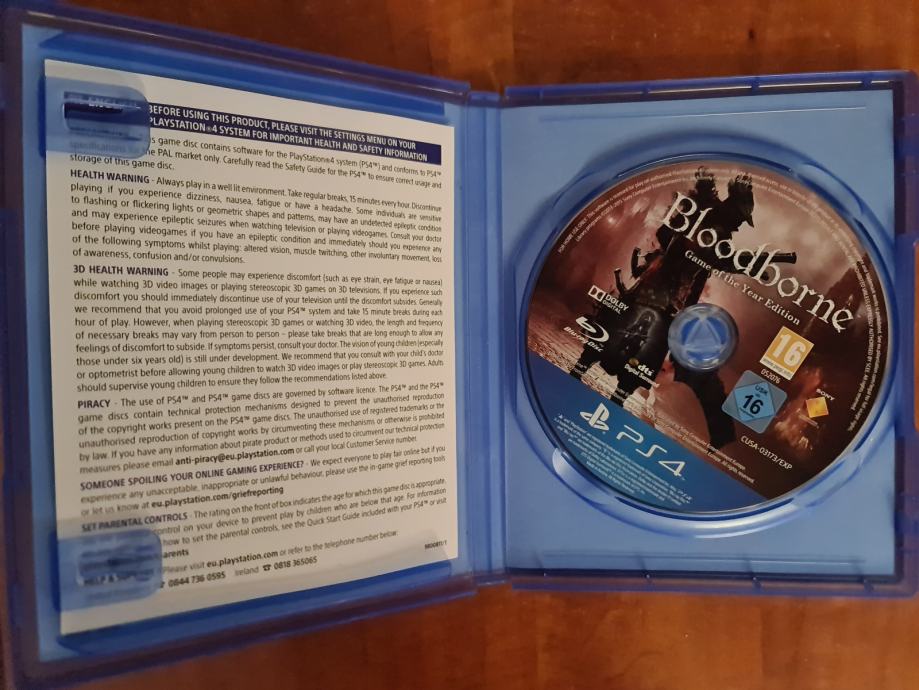 ENGLISH
BEFORE USING THIS PRODUCT, PLEASE VISIT THE SETTINGS MENU ON YOUR
PLAYSTATION®4 SYSTEM FOR IMPORTANT HEALTH AND SAFETY INFORMATION
game disc contains software for the PlayStation®4 system (PS4™) and conforms to PS4™
specifications for the PAL market only. Carefully read the Safety Guide for the PS4™ to ensure correct usage and
storage of this game disc.
HEALTH WARNING - Always play in a well lit environment. Take regular breaks, 15 minutes every hour. Discontinue
playing if you experience dizziness, nausea, fatigue or have a headache. Some individuals are sensitive
to flashing or flickering lights or geometric shapes and patterns, may have an undetected epileptic condition
and may experience epileptic seizures when watching television or playing videogames. Consult your doctor
before playing videogames if you have an epileptic condition and immediately should you experience any
of the following symptoms whilst playing: altered vision, muscle twitching, other involuntary movement, loss
of awareness, confusion and/or convulsions.
3D HEALTH WARNING - Some people may experience discomfort (such as eye strain, eye fatigue or nausea)
while watching 3D video images or playing stereoscopic 3D games on 3D televisions. If you experience such
discomfort you should immediately discontinue use of your television until the discomfort subsides. Generally
we recommend that you avoid prolonged use of your PS4™ system and take 15 minute breaks during each
hour of play. However, when playing stereoscopic 3D games or watching 3D video, the length and frequency
of necessary breaks may vary from person to person - please take breaks that are long enough to allow any
feelings of discomfort to subside. If symptoms persist, consult your doctor. The vision of young children (especially
those under six years old) is still under development. We recommend that you consult with your child's doctor
or optometrist before allowing young children to watch 3D video images or play stereoscopic 3D games. Adults
should supervise young children to ensure they follow the recommendations listed above.
PIRACY - The use of PS4™ and PS4™ game discs are governed by software licence. The PS4™ and the PS4™
game discs contain technical protection mechanisms designed to prevent the unauthorised reproduction
of the copyright works present on the PS4™ game discs. The unauthorised use of registered trademarks or the
unauthorised reproduction of copyright works by circumventing these mechanisms or otherwise is prohibited
by law. If you have any information about pirate product or methods used to circumvent our technical protection
measures please email anti-piracy@eu.playstation.com or call your local Customer Service number.
SOMEONE SPOILING YOUR ONLINE GAMING EXPERIENCE? - We expect everyone to play fair online but if you
experience any unacceptable, inappropriate or unlawful behaviour, please use the in-game grief reporting tools
or let us know at eu.playstation.com/griefreporting
SET PARENTAL CONTROLS - The rating on the front of box indicates the age for which this game disc is appropriate.
control on your device to prevent play by children who are below that age. For information
how to set the parental controls, see the Quick Start Guide included with your PS4™ or visit
arents
Please visit eu.playstation.com or refer to the telephone number below:
0844 736 0595 Ireland ☎ 0818 365065
Bloodborne
Game of the Year Edition
DOLBY
DIGITAL
Blu-ray Disc
dts
Digital Surround
16
052076
USK
16
SONY
CUSA-03173/EXP
PS4